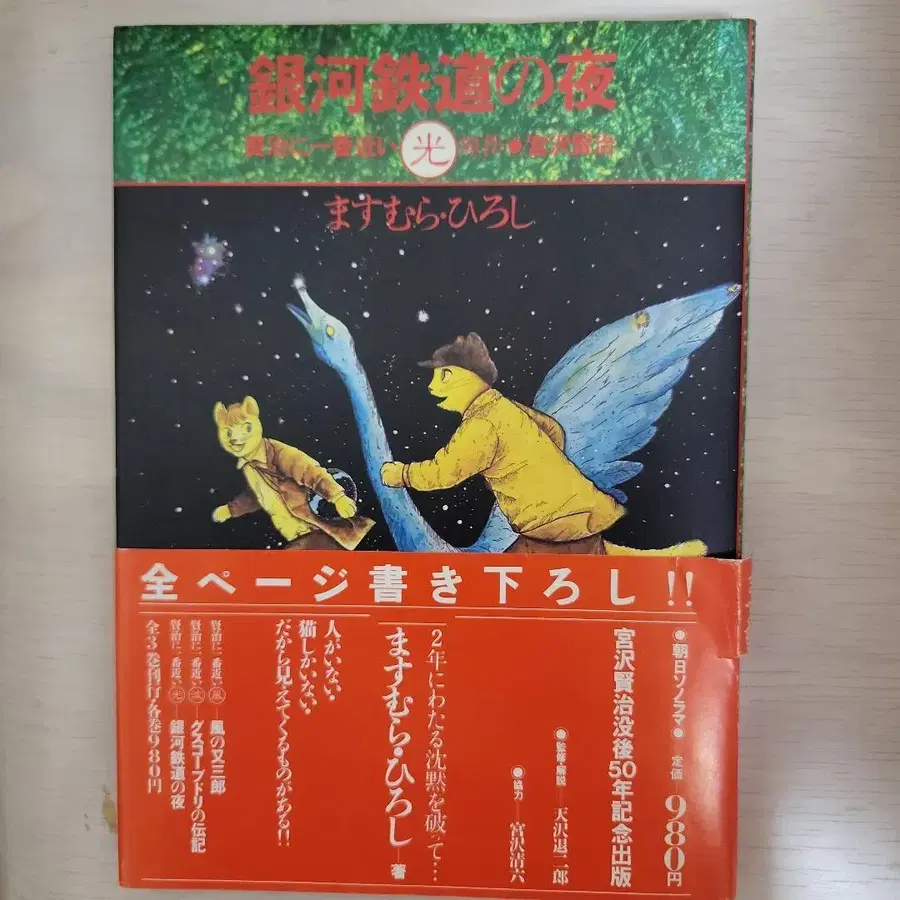 銀河鉄道の夜
賢治に一番近い 光 原作●宮沢賢治
ますむら・ひろし
全ページ書き下ろし!!
●朝日ソノラマ● 定価 980円
宮沢賢治没後50年記念出版
●監修・解説―天沢退二郎
●協力―宮沢清六
2年にわたる沈黙を破って…
ますむら・ひろし―著
人がいない・
猫しかいない・
だから見えてくるものがある!!
賢治に一番近い 風 風の又三郎
賢治に一番近い グスコーブドリの伝記
賢治に一番近い 光―銀河鉄道の夜
全3巻刊行/各巻980円